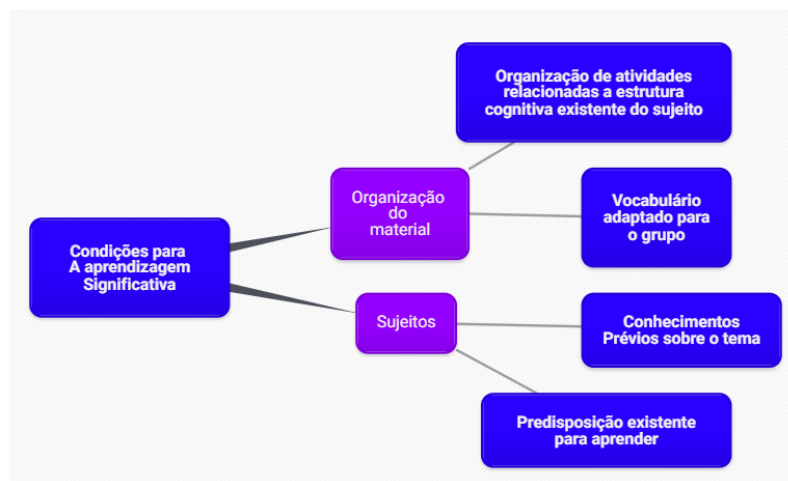 Organização de atividades
relacionadas a estrutura
cognitiva existente do sujeito
Organização
do
material
Vocabulário
adaptado para
o grupo
Condições para
A aprendizagem
Significativa
Sujeitos
Conhecimentos
Prévios sobre o tema
Predisposição existente
para aprender